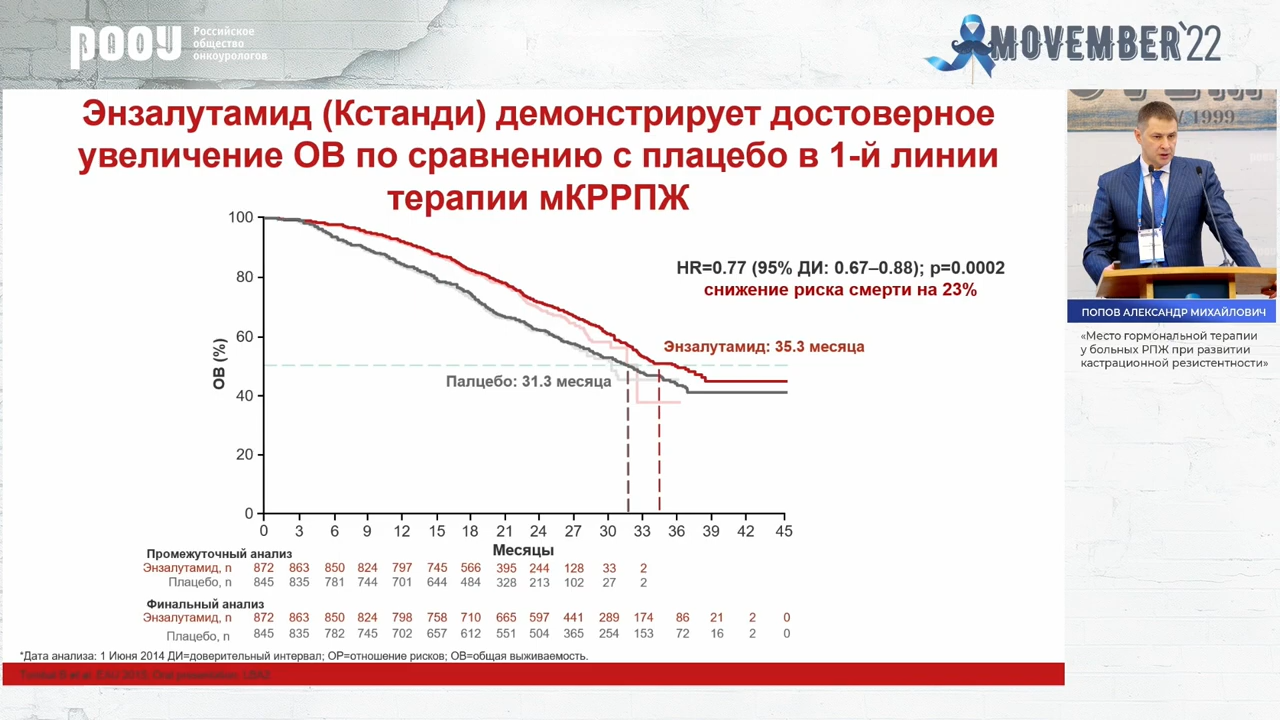 РООУ
Российское
общество
онкоурологов
MOVEMBER'22
Энзалутамид (Кстанди) демонстрирует достоверное
увеличение ОВ по сравнению с плацебо в 1-й линии
терапии мКРРПЖ
/ 1999
HR=0.77 (95% ДИ: 0.67–0.88); p=0.0002
снижение риска смерти на 23%
ОВ (%)
100
80
60
40
20
0
Энзалутамид: 35.3 месяца
Палцебо: 31.3 месяца
0 3 6 9 12 15 18 21 24 27 30 33 36 39 42 45
Месяцы
Промежуточный анализ
Энзалутамид, n 872 863 850 824 797 745 566 395 244 128 33 2
Плацебо, n 845 835 781 744 701 644 484 328 213 102 27 2
Финальный анализ
Энзалутамид, n 872 863 850 824 798 758 710 665 597 441 289 174 86 21 2 0
Плацебо, n 845 835 782 745 702 657 612 551 504 365 254 153 72 16 2 0
*Дата анализа: 1 Июня 2014 ДИ=доверительный интервал; ОР=отношение рисков; ОВ=общая выживаемость.
ПОПОВ АЛЕКСАНДР МИХАЙЛОВИЧ
«Место гормональной терапии
у больных РПЖ при развитии
кастрационной резистентности»